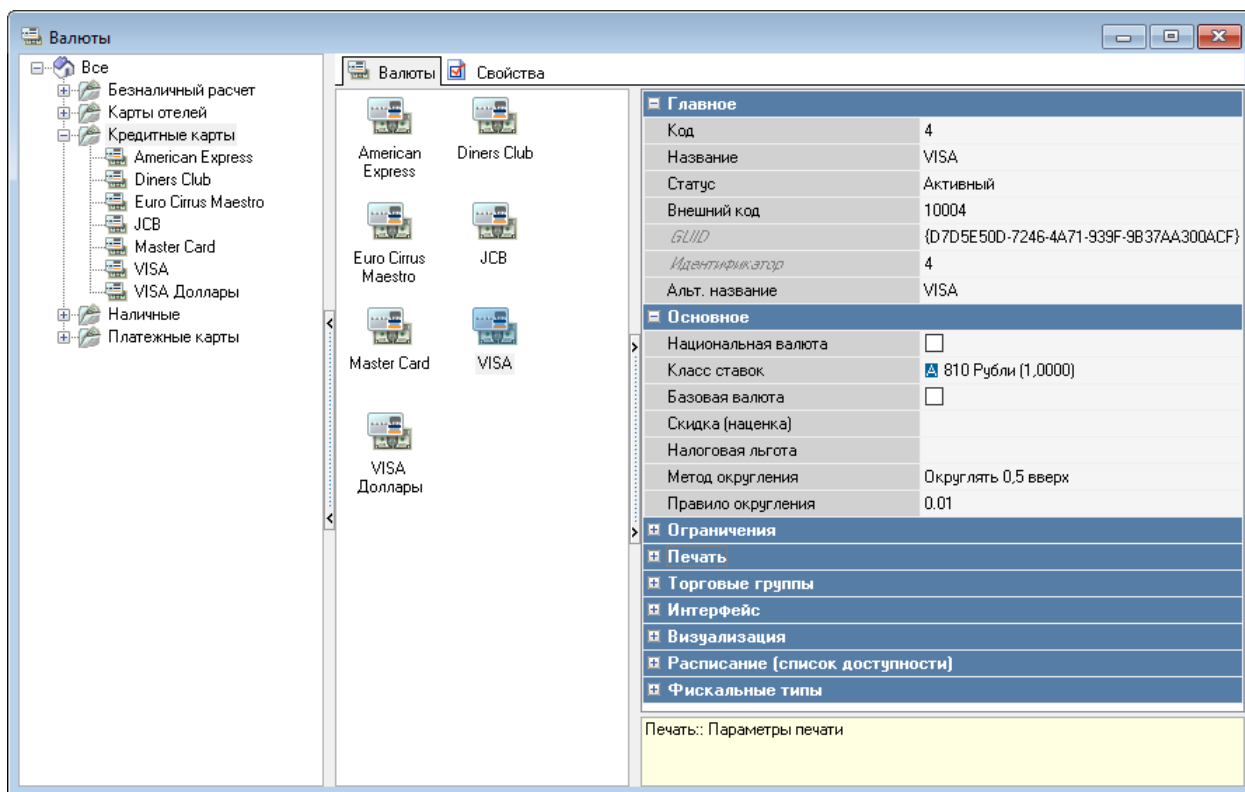 Валюты
Все
Безналичный расчет
Карты отелей
Кредитные карты
American Express
Diners Club
Euro Cirrus Maestro
JCB
Master Card
VISA
VISA Доллары
Наличные
Платежные карты
Валюты Свойства
American
Express
Diners Club
Euro Cirrus
Maestro
JCB
Master Card
VISA
VISA
Доллары
Главное
Код 4
Название VISA
Статус Активный
Внешний код 10004
GUID {D7D5E50D-7246-4A71-939F-9B37AA300ACF}
Идентификатор 4
Альт. название VISA
Основное
Национальная валюта
Класс ставок A 810 Рубли (1,0000)
Базовая валюта
Скидка (наценка)
Налоговая льгота
Метод округления Округлять 0,5 вверх
Правило округления 0.01
Ограничения
Печать
Торговые группы
Интерфейс
Визуализация
Расписание (список доступности)
Фискальные типы
Печать:: Параметры печати